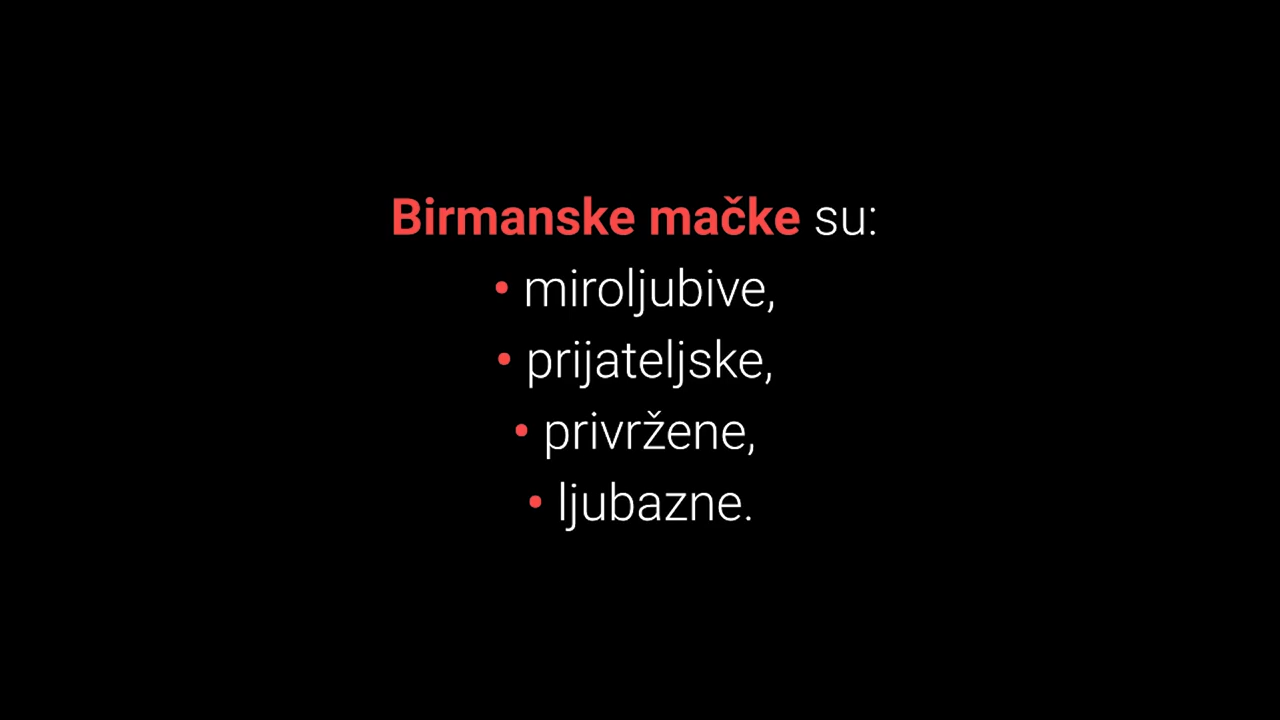 Birmanske mačke su:
• miroljubive,
• prijateljske,
• privržene,
• ljubazne.